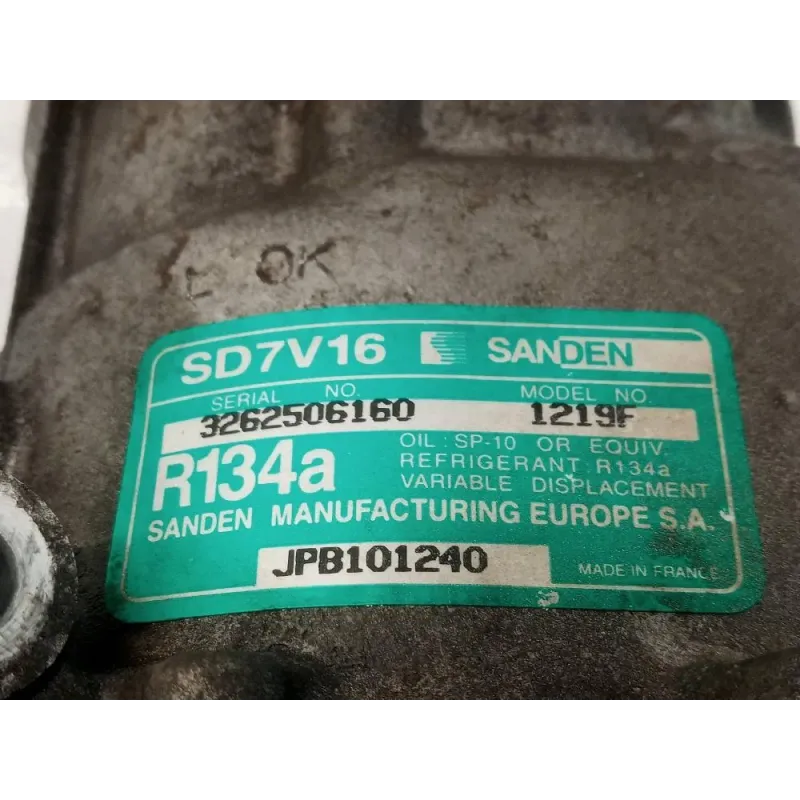 OK
SD7V16 SANDEN
SERIAL NO. MODEL NO.
3262506160 1219F
R134a
OIL : SP-10 OR EQUIV.
REFRIGERANT : R134a
VARIABLE DISPLACEMENT
SANDEN MANUFACTURING EUROPE S.A.
JPB101240 MADE IN FRANCE